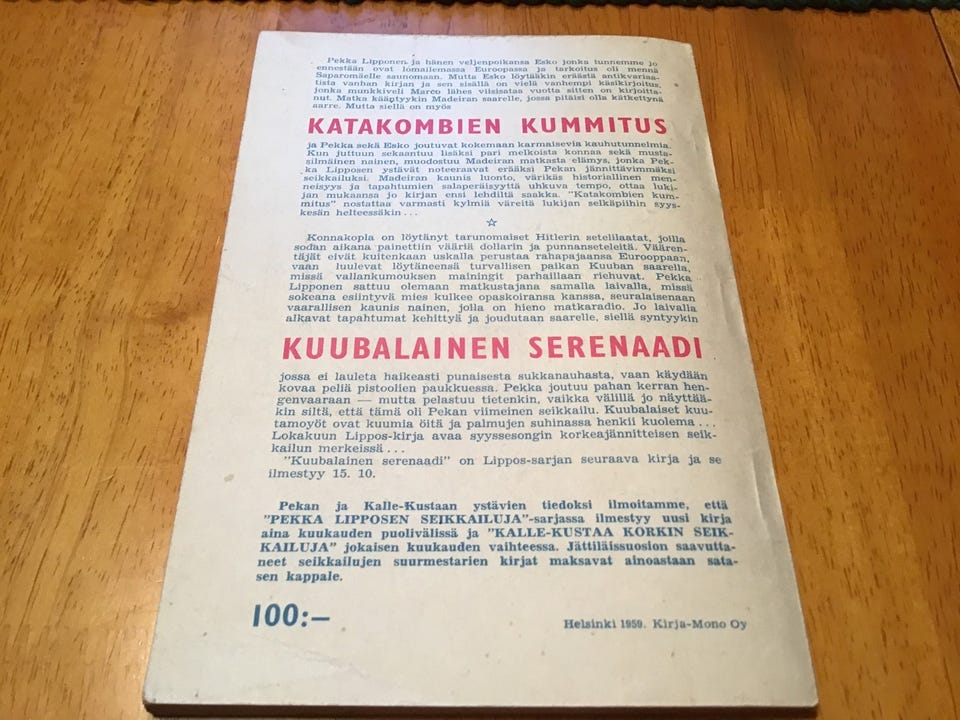 Pekka Lipponen ja hänen veljenpoikansa Esko jonka tunnemme jo
ennestään ovat lomailemassa Euroopassa ja tarkoitus oli mennä
Saparomäelle saunomaan. Mutta Esko löytääkin eräästä antikvariaa-
tista vanhan kirjan ja sen sisällä on vielä vanhempi käsikirjoitus,
jonka munkkiveli Marco lähes viisisataa vuotta sitten on kirjoitta-
nut. Matka kääptyykin Madeiran saarelle, jossa pitäisi olla kätkettynä
aarre. Mutta siellä on myös
KATAKOMBIEN KUMMITUS
ja Pekka sekä Esko joutuvat kokemaan karmaisevia kauhutunnelmia.
Kun juttuun sekaantuu lisäksi pari melkoista konnaa sekä musta-
silmäinen nainen, muodostuu Madeiran matkasta elämys, jonka Pek-
ka Lipposen ystävät noteeraavat erääksi Pekan jännittävimmäksi
seikkailuksi. Madeiran kaunis luonto, värikäs historiallinen men-
neisyys ja tapahtumien salaperäisyyttä uhkuva tempo, ottaa luki-
jan mukaansa jo kirjan ensi lehdiltä saakka. "Katakombien kum-
mitus" nostattaa varmasti kylmiä väreitä lukijan selkäpiihin syys-
kesän helteessäkin...
Konnakopla on löytänyt tarunomaiset Hitlerin setelilaatat, joilla
sodan aikana painettiin vääriä dollarin ja punnanseteleitä. Väären-
täjät eivät kuitenkaan uskalla perustaa rahapajaansa Eurooppaan,
vaan luulevat löytäneensä turvallisen paikan Kuuban saarella,
missä vallankumouksen mainingit parhaillaan riehuvat. Pekka
Lipponen sattuu olemaan matkustajana samalla laivalla, missä
sokeana esiintyvä mies kulkee opaskoiransa kanssa, seuralaisenaan
vaarallisen kaunis nainen, jolla on hieno matkaradio. Jo laivalla
alkavat tapahtumat kehittyä ja joudutaan saarelle, siellä syntyykin
KUUBALAINEN SERENAADI
jossa ei lauleta haikeasti punaisesta sukkanauhasta, vaan käydään
kovaa peliä pistoolien paukkuessa. Pekka joutuu pahan kerran hen-
genvaaraan — mutta pelastuu tietenkin, vaikka välillä jo näyttää-
kin siltä, että tämä oli Pekan viimeinen seikkailu. Kuubalaiset kuu-
tamoyöt ovat kuumia öitä ja palmujen suhinassa henkii kuolema...
Lokakuun Lippos-kirja avaa syyssesongin korkeajännitteisen seik-
kailun merkeissä...
"Kuubalainen serenaadi" on Lippos-sarjan seuraava kirja ja se
ilmestyy 15. 10.
Pekan ja Kalle-Kustaan ystävien tiedoksi ilmoitamme, että
"PEKKA LIPPOSEN SEIKKAILUJA"-sarjassa ilmestyy uusi kirja
aina kuukauden puolivälissä ja "KALLE-KUSTAA KORKIN SEIK-
KAILUJA" jokaisen kuukauden vaihteessa. Jättiläissuosion saavutta-
neet seikkailujen suurmestarien kirjat maksavat ainoastaan sata-
sen kappale.
100:—
Helsinki 1959. Kirja-Mono Oy